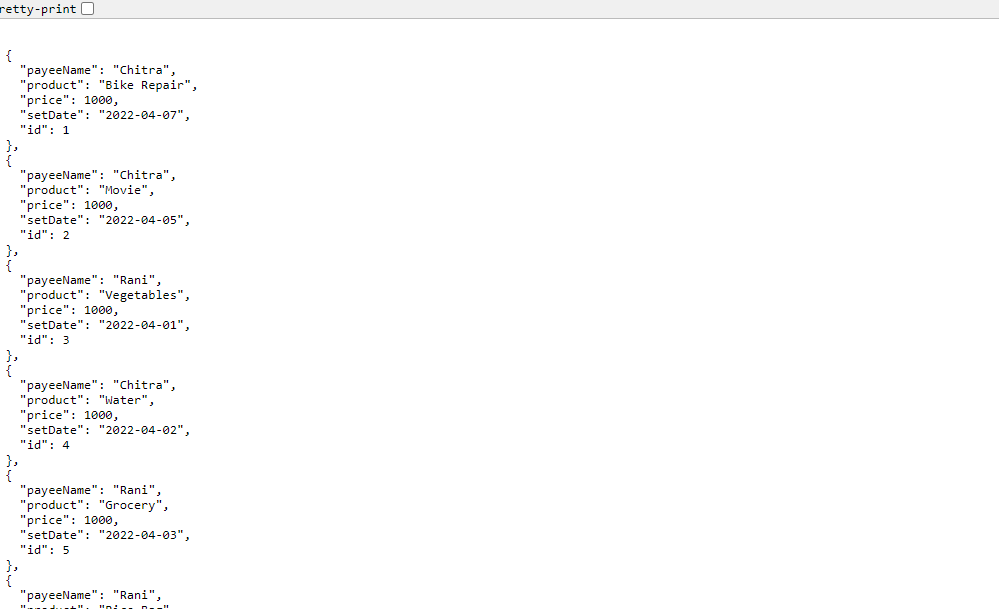 retty-print
{
"payeeName": "Chitra",
"product": "Bike Repair",
"price": 1000,
"setDate": "2022-04-07",
"id": 1
},
{
"payeeName": "Chitra",
"product": "Movie",
"price": 1000,
"setDate": "2022-04-05",
"id": 2
},
{
"payeeName": "Rani",
"product": "Vegetables",
"price": 1000,
"setDate": "2022-04-01",
"id": 3
},
{
"payeeName": "Chitra",
"product": "Water",
"price": 1000,
"setDate": "2022-04-02",
"id": 4
},
{
"payeeName": "Rani",
"product": "Grocery",
"price": 1000,
"setDate": "2022-04-03",
"id": 5
},
{
"payeeName": "Rani",
"product": "Rice Bag"